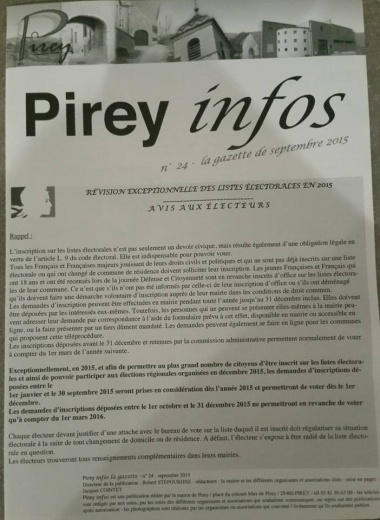 Pirey
Pirey infos
n° 24 - la gazette de septembre 2015
RÉVISION EXCEPTIONNELLE DES LISTES ÉLECTORALES EN 2015
AVIS AUX ÉLECTEURS
Rappel :
L'inscription sur les listes électorales n'est pas seulement un devoir civique, mais résulte également d'une obligation légale en
vertu de l'article L. 9 du code électoral. Elle est indispensable pour pouvoir voter.
Tous les Français et Françaises majeurs jouissant de leurs droits civils et politiques et qui ne sont pas déjà inscrits sur une liste
électorale ou qui ont changé de commune de résidence doivent solliciter leur inscription. Les jeunes Françaises et Français qui
ont 18 ans et ont été recensés lors de la journée Défense et Citoyenneté sont en revanche inscrits d'office sur les listes électora-
les de leur commune. Ce n'est que s'ils n'ont pas été informés par celle-ci de leur inscription d'office ou s'ils ont déménagé
qu'ils doivent faire une démarche volontaire d'inscription auprès de leur mairie dans les conditions de droit commun.
Les demandes d'inscription peuvent être effectuées en mairie pendant toute l'année jusqu'au 31 décembre inclus. Elles doivent
être déposées par les intéressés eux-mêmes. Toutefois, les personnes qui ne peuvent se présenter elles-mêmes à la mairie peu-
vent adresser leur demande par correspondance à l'aide du formulaire prévu à cet effet, disponible en mairie ou accessible en
ligne, ou la faire présenter par un tiers dûment mandaté. Les demandes peuvent également se faire en ligne pour les communes
qui proposent cette téléprocédure.
Les inscriptions déposées avant le 31 décembre et retenues par la commission administrative permettent normalement de voter
à compter du 1er mars de l'année suivante.
Exceptionnellement, en 2015, et afin de permettre au plus grand nombre de citoyens d'être inscrit sur les listes électora-
les et ainsi de pouvoir participer aux élections régionales organisées en décembre 2015, les demandes d'inscriptions dé-
posées entre le
1er janvier et le 30 septembre 2015 seront prises en considération dès l'année 2015 et permettront de voter dès le 1er
décembre.
Les demandes d'inscriptions déposées entre le 1er octobre et le 31 décembre 2015 ne permettront en revanche de voter
qu'à compter du 1er mars 2016.
Chaque électeur devant justifier d'une attache avec le bureau de vote sur la liste duquel il est inscrit doit régulariser sa situation
électorale à la suite de tout changement de domicile ou de résidence. A défaut, l'électeur s'expose à être radié de la liste électo-
rale en question.
Les électeurs trouveront tous renseignements complémentaires dans leurs mairies.
Pirey infos la gazette - n° 24 - septembre 2015
Directeur de la publication : Robert STEPOURJINE - rédacteurs : la mairie et les différents organismes et associations cités - mise en pages :
Jacques COINTET
Pirey infos est une publication éditée par la mairie de Pirey